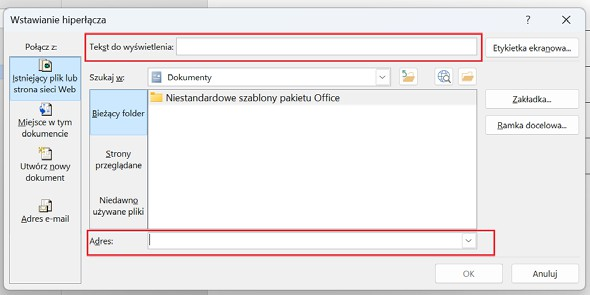 Wstawianie hiperłącza
?
Połącz z:
Tekst do wyświetlenia:
Etykietka ekranowa...
Istniejący plik lub
strona sieci Web
Szukaj w:
Dokumenty
Bieżący folder
Niestandardowe szablony pakietu Office
Zakładka...
Miejsce w tym
dokumencie
Ramka docelowa...
Strony
przeglądane
Utwórz nowy
dokument
Niedawno
używane pliki
Adres e-mail
Adres:
OK
Anuluj